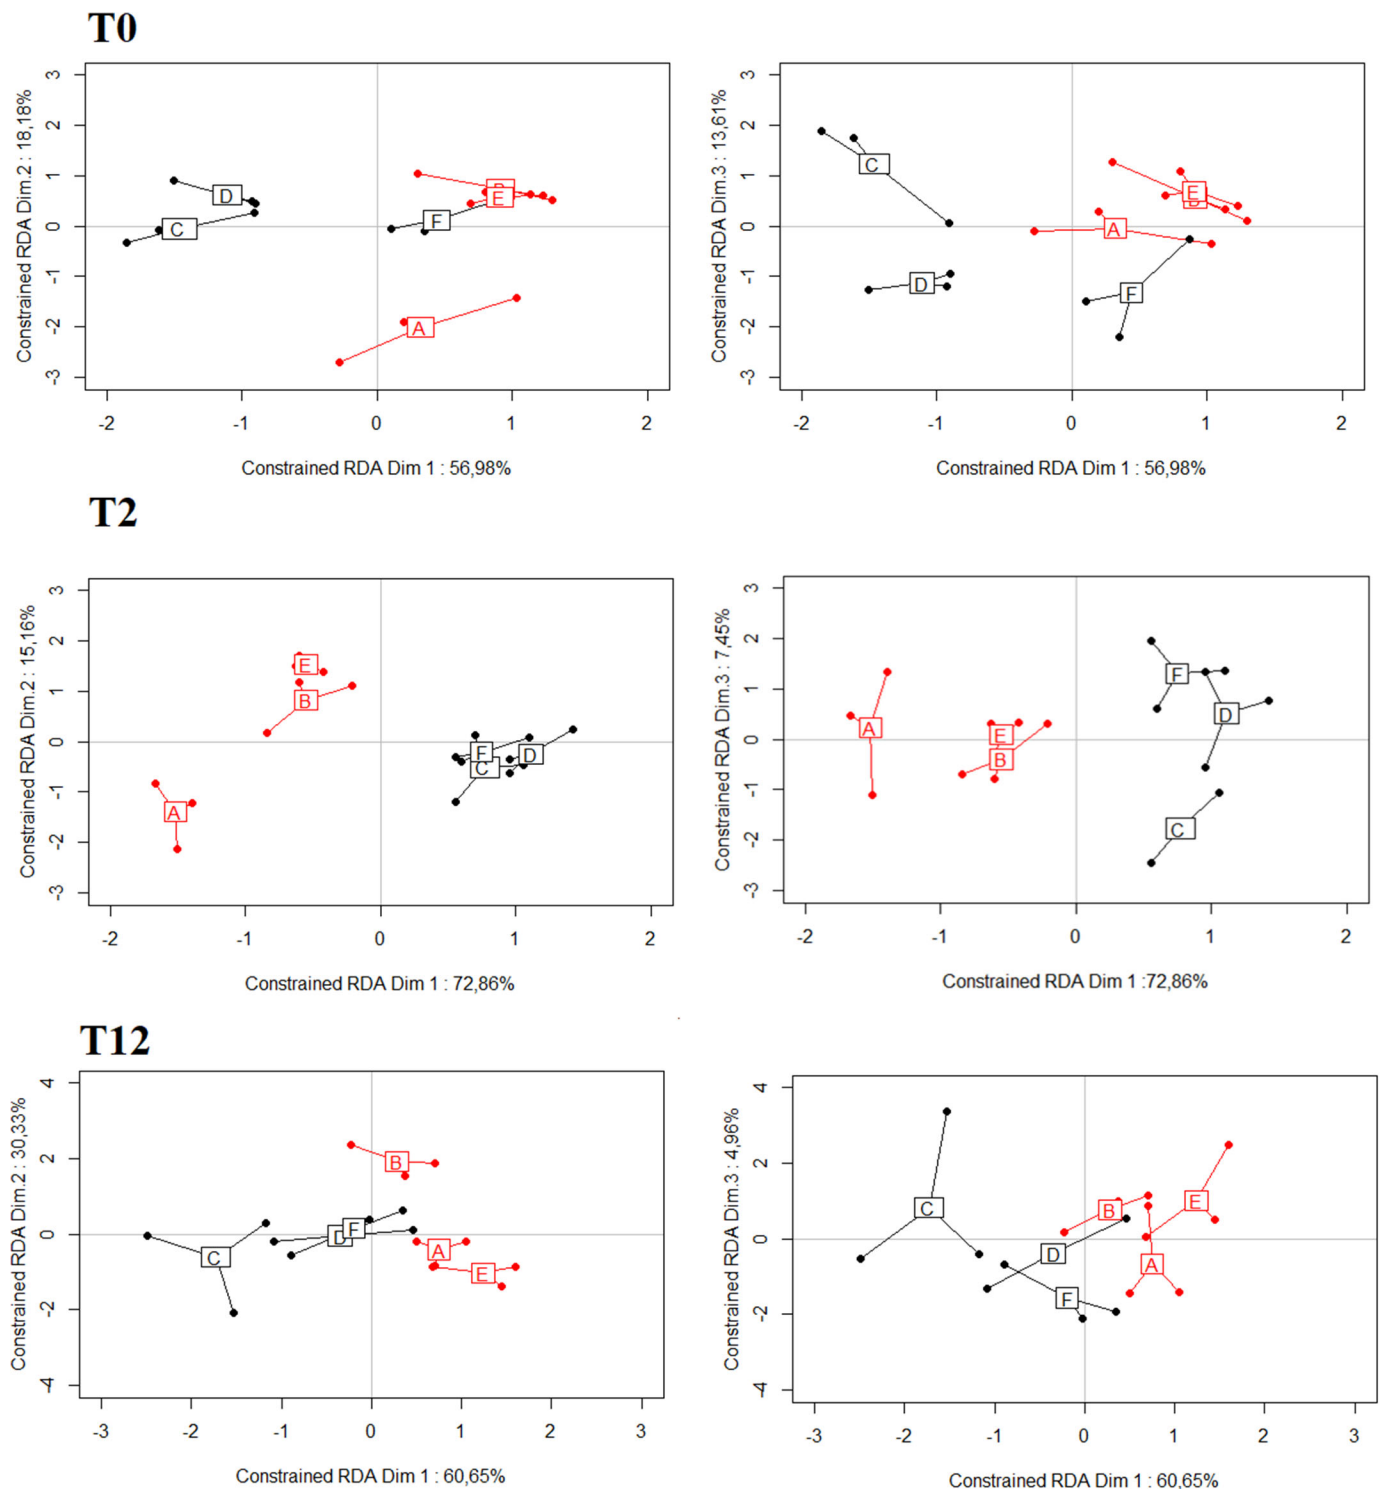 T0
Constrained RDA Dim.2 : 18,18%
3
2
1
0
-1
-2
-3
D
C
F
E
A
-2 -1 0 1 2
Constrained RDA Dim 1 : 56,98%
Constrained RDA Dim.3 : 13,61%
3
2
1
0
-1
-2
-3
C
E
A
D
F
-2 -1 0 1 2
Constrained RDA Dim 1 : 56,98%
T2
Constrained RDA Dim.2 : 15,16%
3
2
1
0
-1
-2
-3
E
B
F
D
C
A
-2 -1 0 1 2
Constrained RDA Dim 1 : 72,86%
Constrained RDA Dim.3 : 7,45%
3
2
1
0
-1
-2
-3
F
D
A
E
B
C
-2 -1 0 1 2
Constrained RDA Dim 1 :72,86%
T12
Constrained RDA Dim.2 : 30,33%
4
2
0
-2
-4
B
F
D
A
C
E
-3 -2 -1 0 1 2 3
Constrained RDA Dim 1 : 60,65%
Constrained RDA Dim.3 : 4,96%
4
2
0
-2
-4
E
C
B
D
A
F
-3 -2 -1 0 1 2 3
Constrained RDA Dim 1 : 60,65%